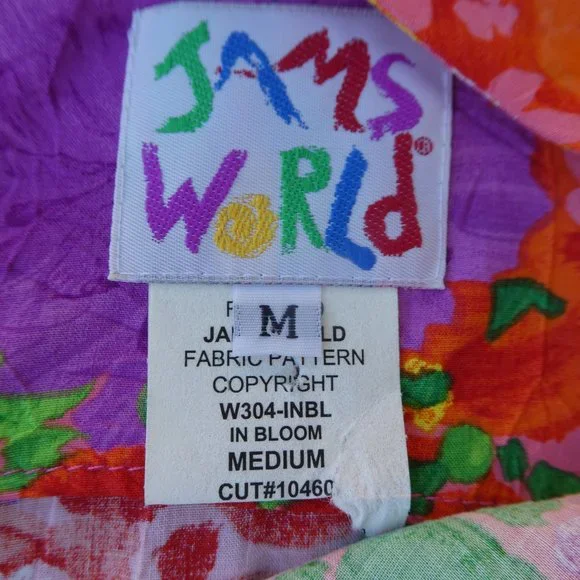 JAMS
WORLD®
M
FABRIC PATTERN
COPYRIGHT
W304-INBL
IN BLOOM
MEDIUM
CUT#10460